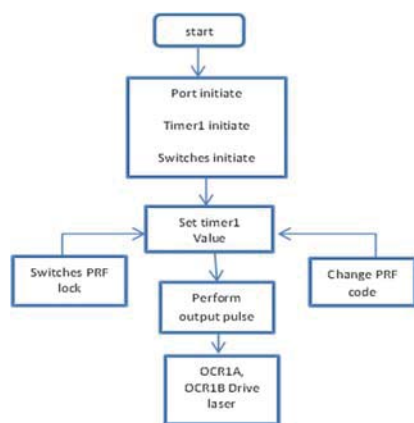 start
Port initiate
Timer1 initiate
Switches initiate
Set timer1
Value
Switches PRF
lock
Change PRF
code
Perform
output pulse
OCR1A,
OCR1B Drive
laser